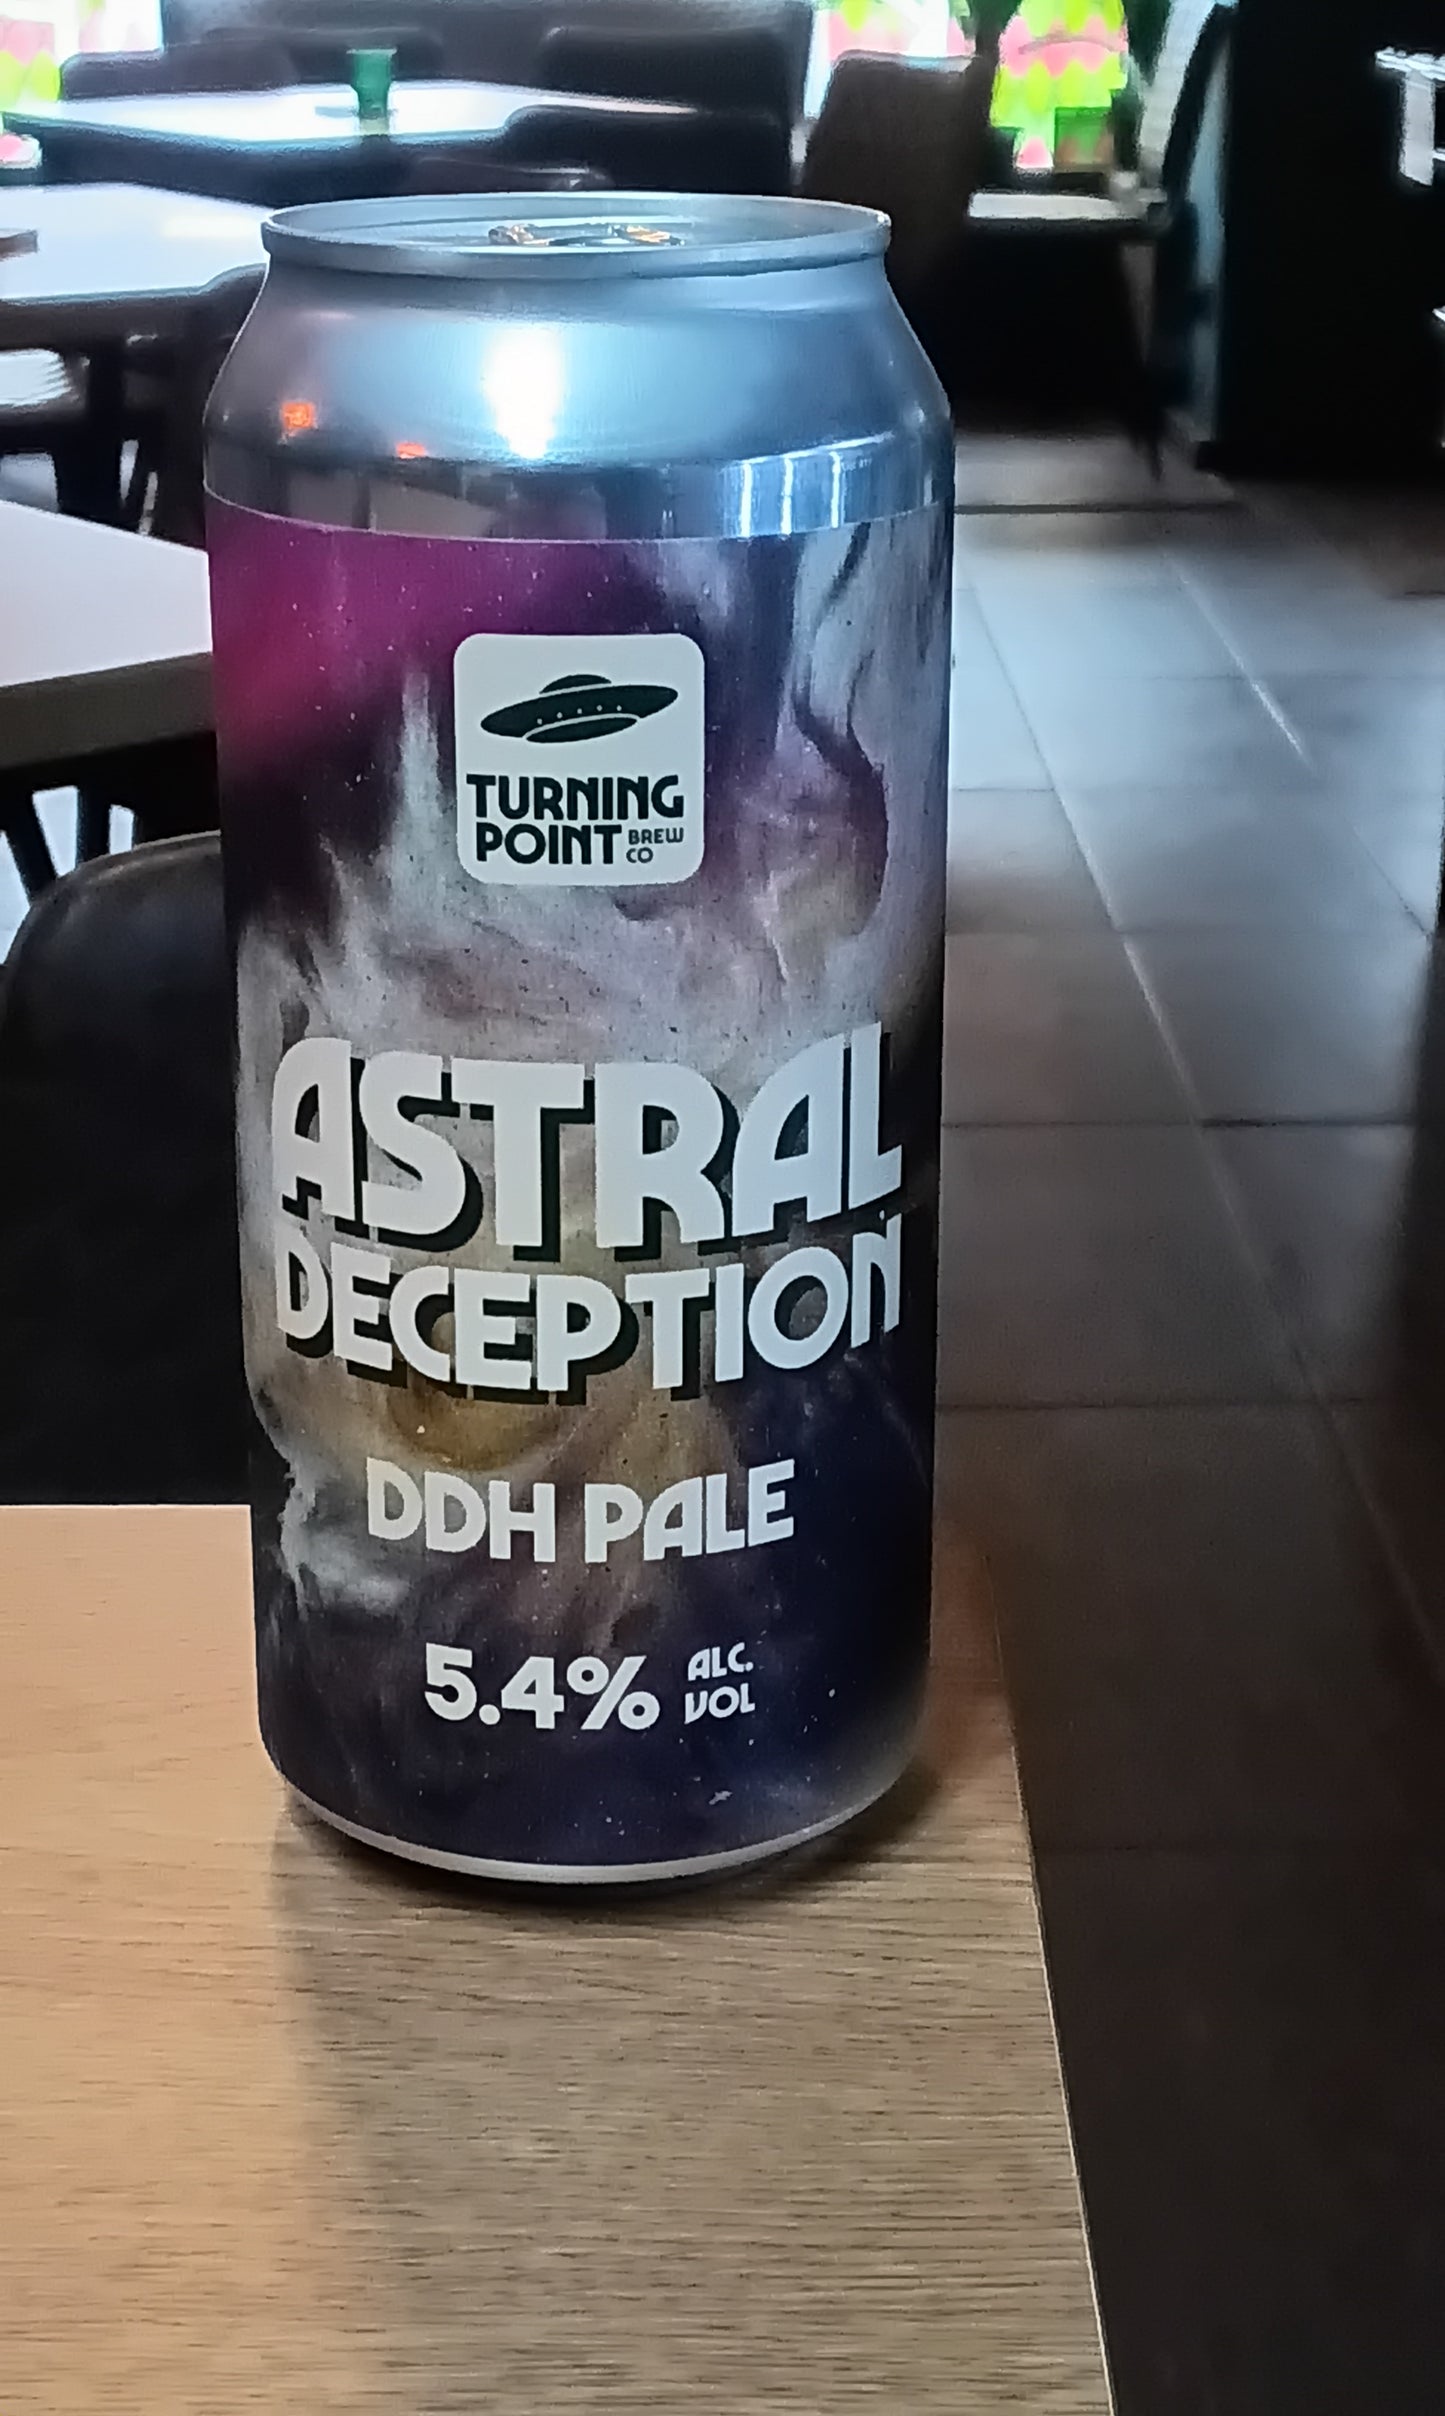 TURNING
POINT BREW
CO
ASTRAL
DECEPTION
DDH PALE
5.4% ALC.
VOL